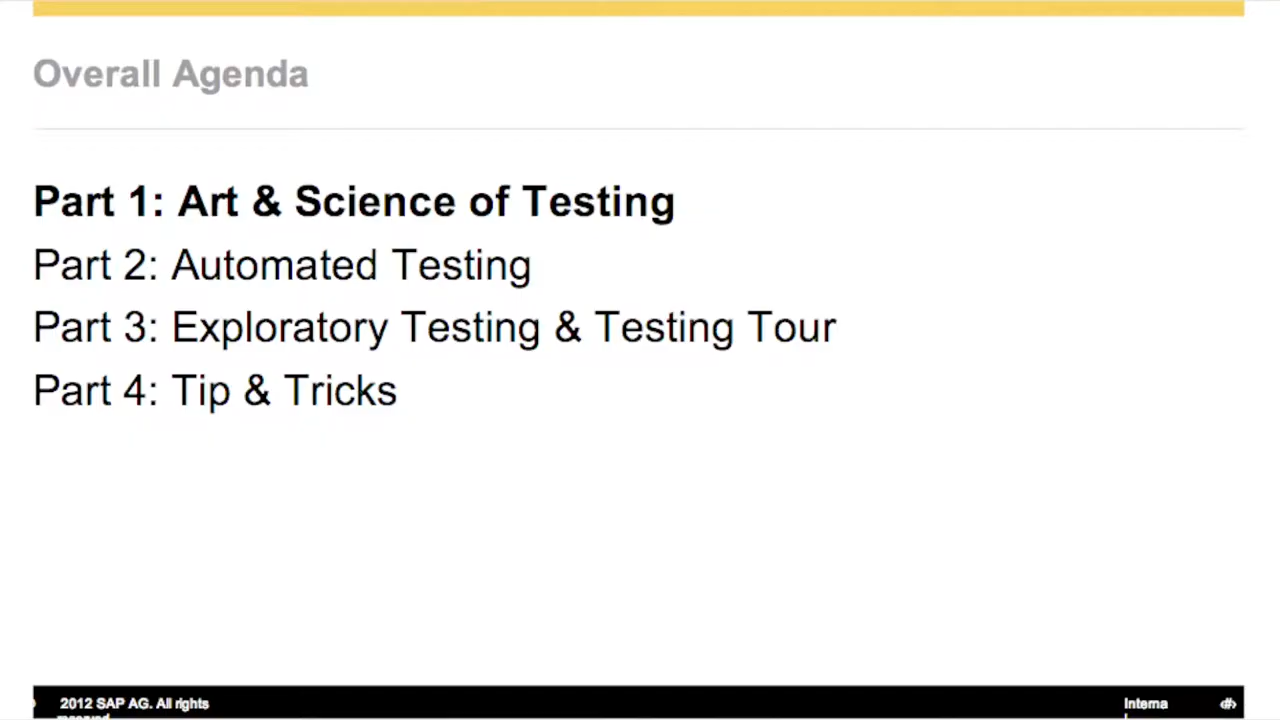 Overall Agenda
Part 1: Art & Science of Testing
Part 2: Automated Testing
Part 3: Exploratory Testing & Testing Tour
Part 4: Tip & Tricks
2012 SAP AG. All rights
reserved
Interna
l
‹#›